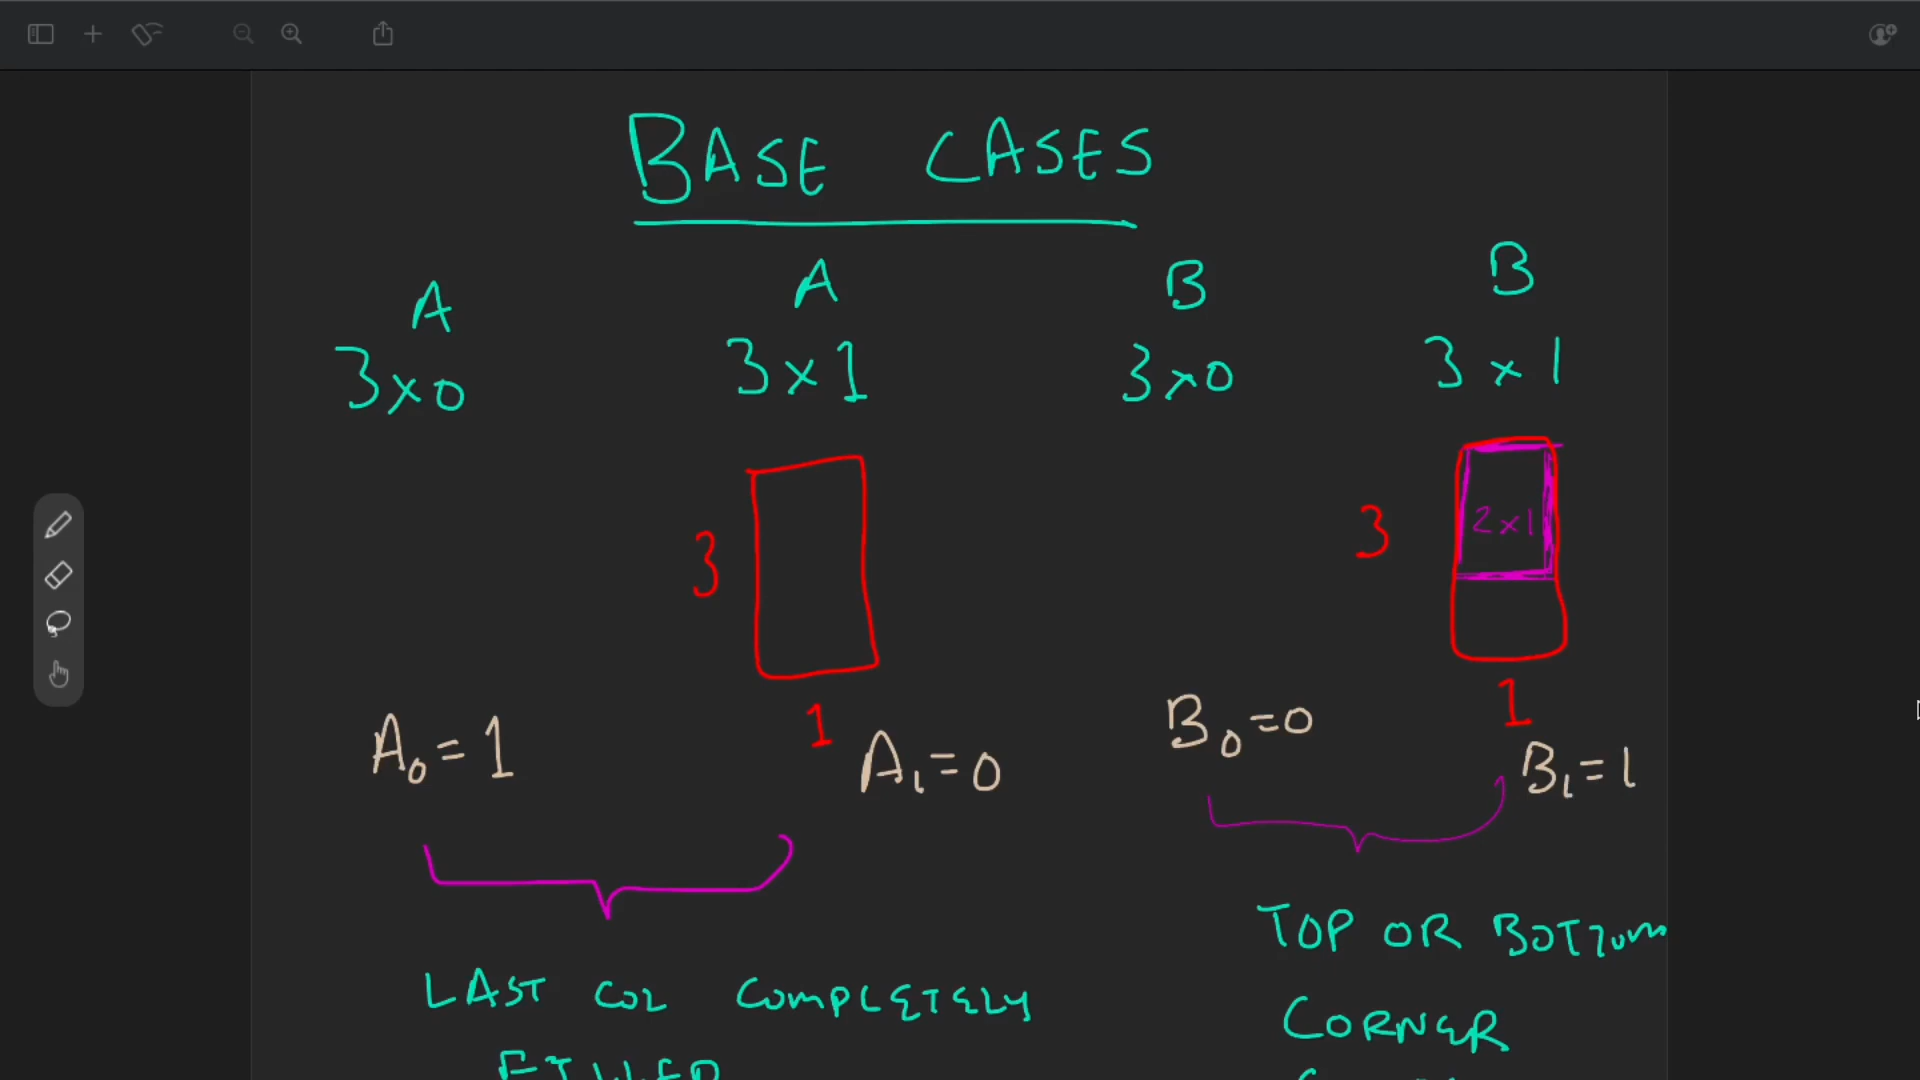 BASE CASES
A
A
B
B
3x0
3x1
3x0
3x1
3
3
2x1
1
1
A0=1
A1=0
B0=0
B1=1
TOP OR BOTTOM
LAST COL COMPLETELY
CORNER
FILLED